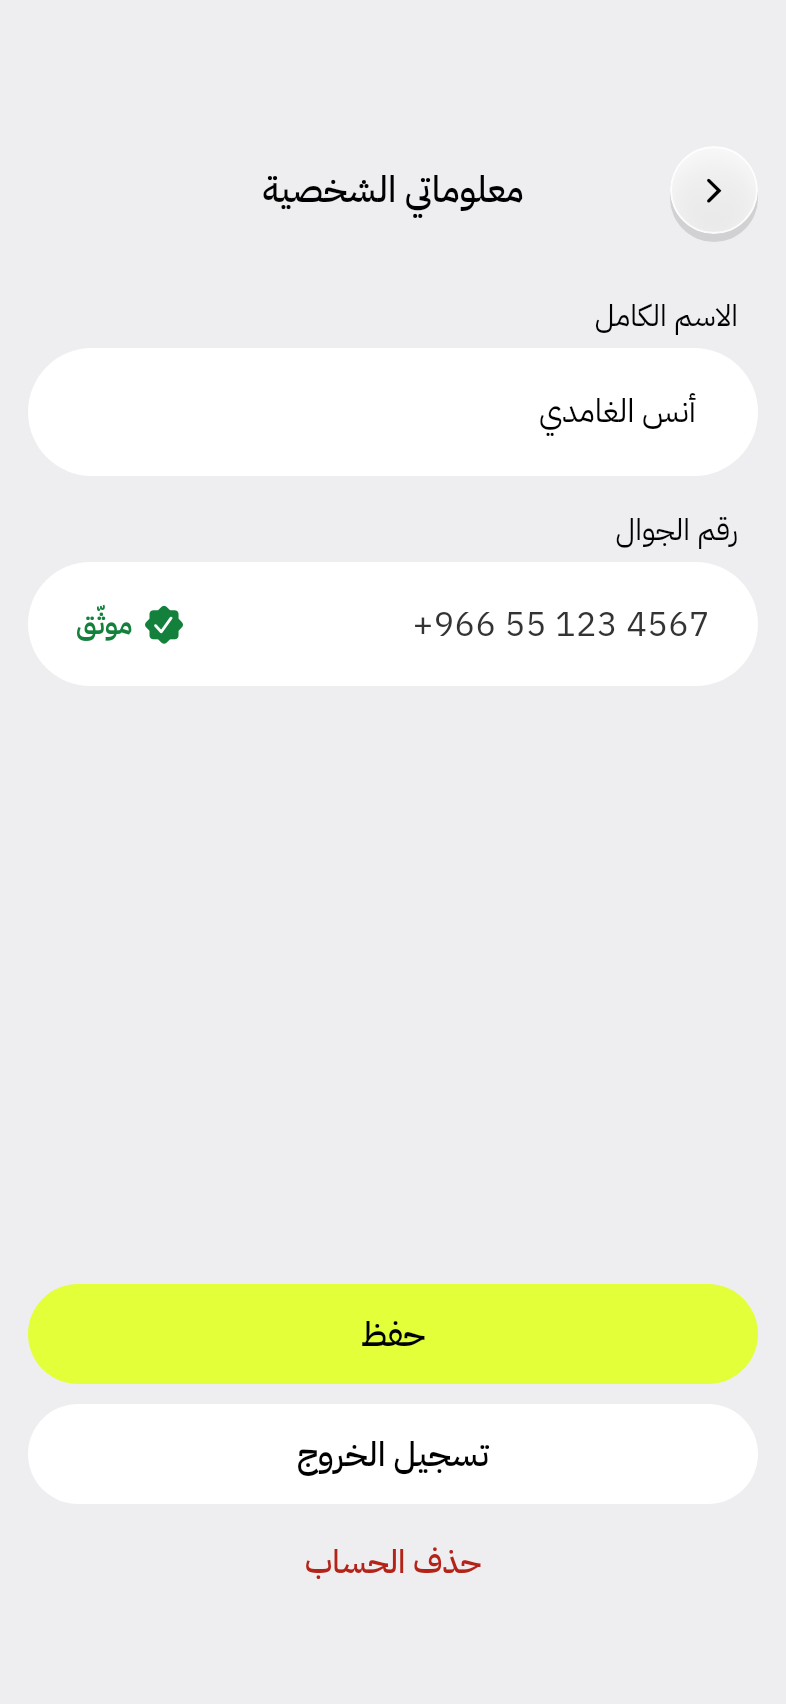 معلوماتي الشخصية
الاسم الكامل
أنس الغامدي
رقم الجوال
+966 55 123 4567
موثّق
حفظ
تسجيل الخروج
حذف الحساب